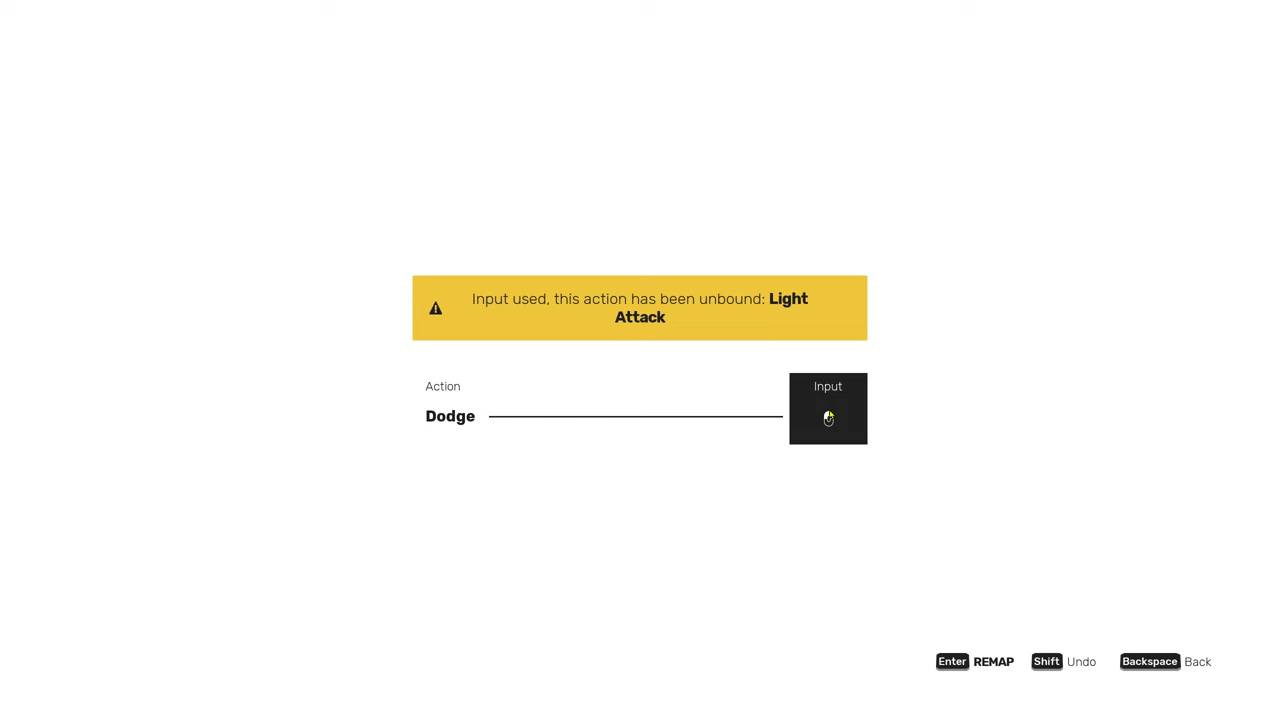 Input used, this action has been unbound: Light
Attack
Action
Input
Dodge
Enter REMAP Shift Undo Backspace Back